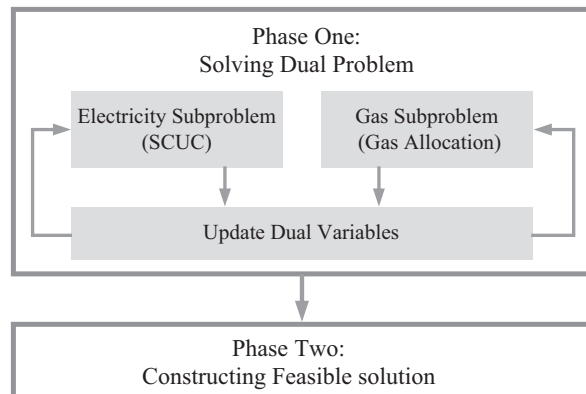 Phase One:
Solving Dual Problem
Electricity Subproblem
(SCUC)
Gas Subproblem
(Gas Allocation)
Update Dual Variables
Phase Two:
Constructing Feasible solution